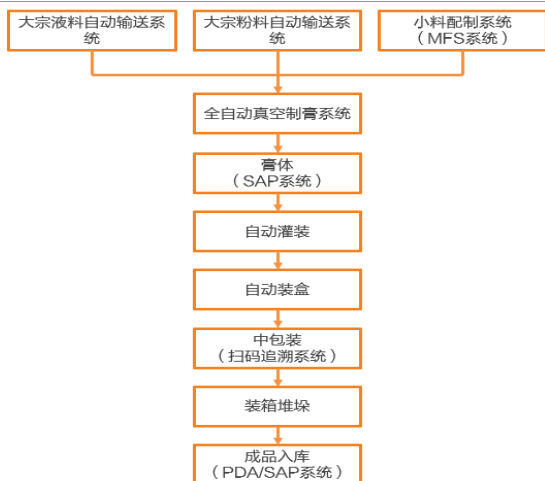 大宗液料自动输送系
统
大宗粉料自动输送系
统
小料配制系统
（MFS系统）
全自动真空制膏系统
膏体
（SAP系统）
自动灌装
自动装盒
中包装
（扫码追溯系统）
装箱堆垛
成品入库
（PDA/SAP系统）